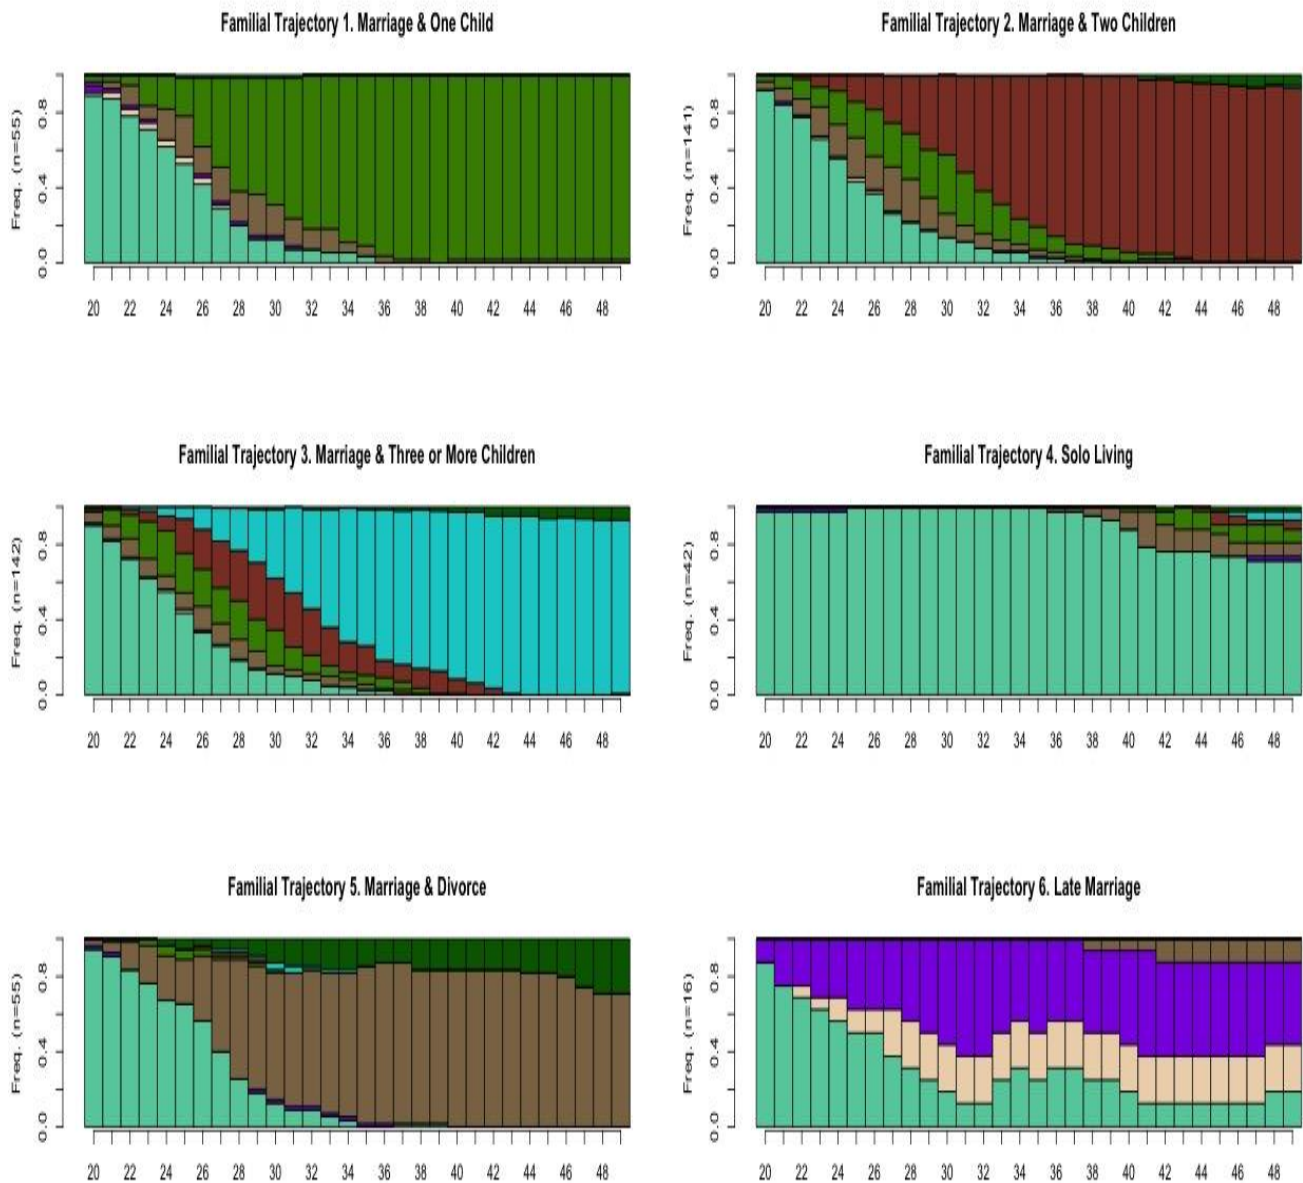 Familial Trajectory 1. Marriage & One Child
Freq. (n=55)
0.0 0.4 0.8
20 22 24 26 28 30 32 34 36 38 40 42 44 46 48
Familial Trajectory 2. Marriage & Two Children
Freq. (n=141)
0.0 0.4 0.8
20 22 24 26 28 30 32 34 36 38 40 42 44 46 48
Familial Trajectory 3. Marriage & Three or More Children
Freq. (n=142)
0.0 0.4 0.8
20 22 24 26 28 30 32 34 36 38 40 42 44 46 48
Familial Trajectory 4. Solo Living
Freq. (n=42)
0.0 0.4 0.8
20 22 24 26 28 30 32 34 36 38 40 42 44 46 48
Familial Trajectory 5. Marriage & Divorce
Freq. (n=55)
0.0 0.4 0.8
20 22 24 26 28 30 32 34 36 38 40 42 44 46 48
Familial Trajectory 6. Late Marriage
Freq. (n=16)
0.0 0.4 0.8
20 22 24 26 28 30 32 34 36 38 40 42 44 46 48